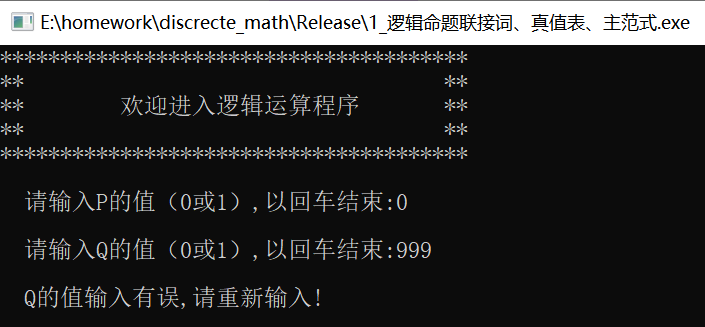 E:\homework\discrecte_math\Release\1_逻辑命题联接词、真值表、主范式.exe
***************************************
**                                   **
**        欢迎进入逻辑运算程序       **
**                                   **
***************************************
请输入P的值（0或1）,以回车结束:0
请输入Q的值（0或1）,以回车结束:999
Q的值输入有误,请重新输入!